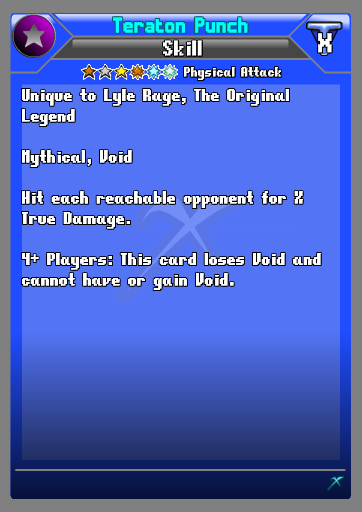 Teraton Punch
X
Skill
Physical Attack
Unique to Lyle Rage, The Original
Legend
Mythical, Void
Hit each reachable opponent for X
True Damage.
4+ Players: This card loses Void and
cannot have or gain Void.